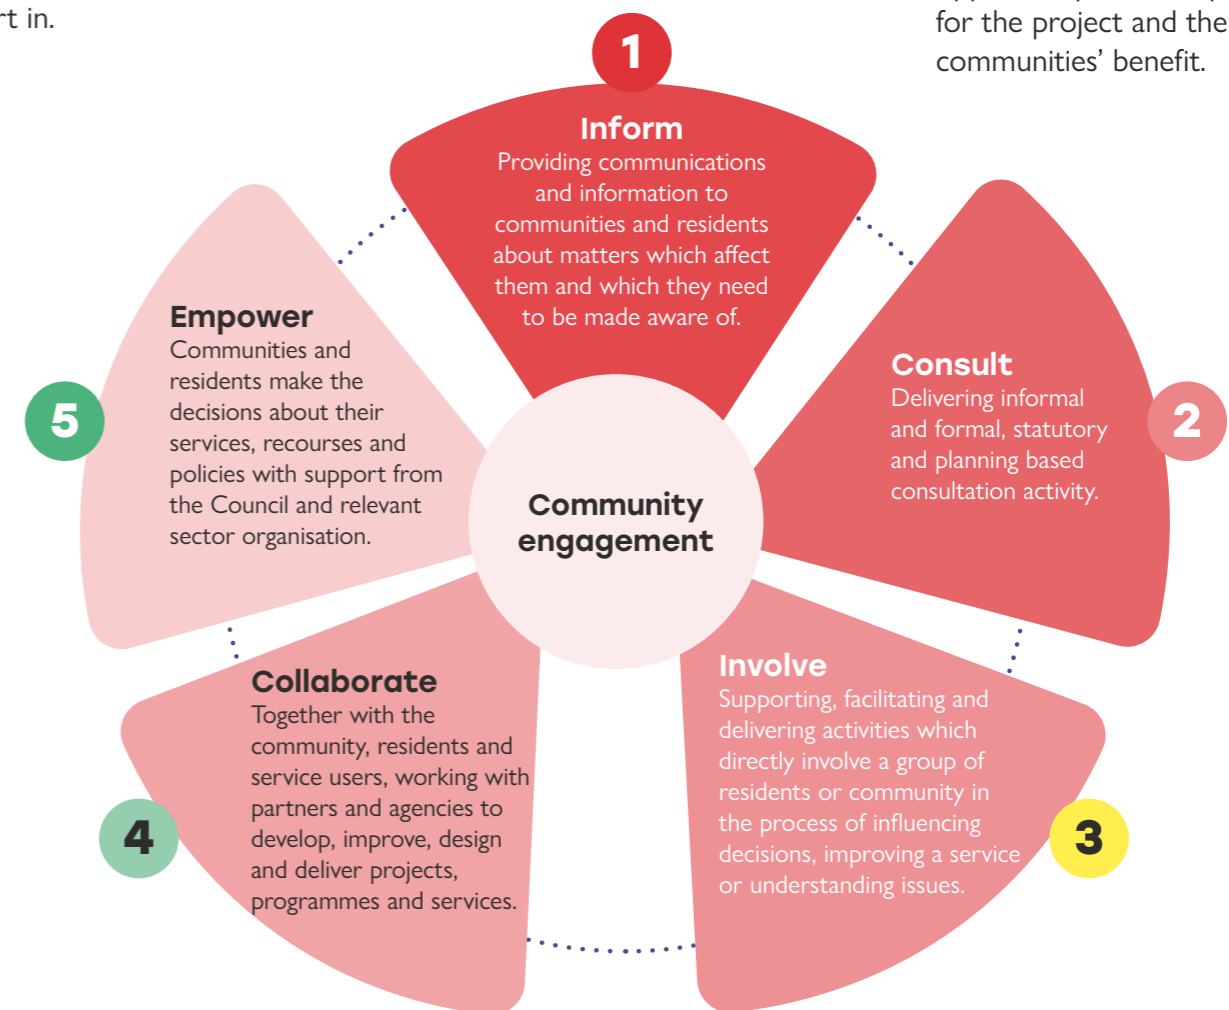 rt in.
for the project and the
communities' benefit.
1
Inform
Providing communications
and information to
communities and residents
about matters which affect
them and which they need
to be made aware of.
2
Consult
Delivering informal
and formal, statutory
and planning based
consultation activity.
3
Involve
Supporting, facilitating and
delivering activities which
directly involve a group of
residents or community in
the process of influencing
decisions, improving a service
or understanding issues.
4
Collaborate
Together with the
community, residents and
service users, working with
partners and agencies to
develop, improve, design
and deliver projects,
programmes and services.
5
Empower
Communities and
residents make the
decisions about their
services, recourses and
policies with support from
the Council and relevant
sector organisation.
Community
engagement